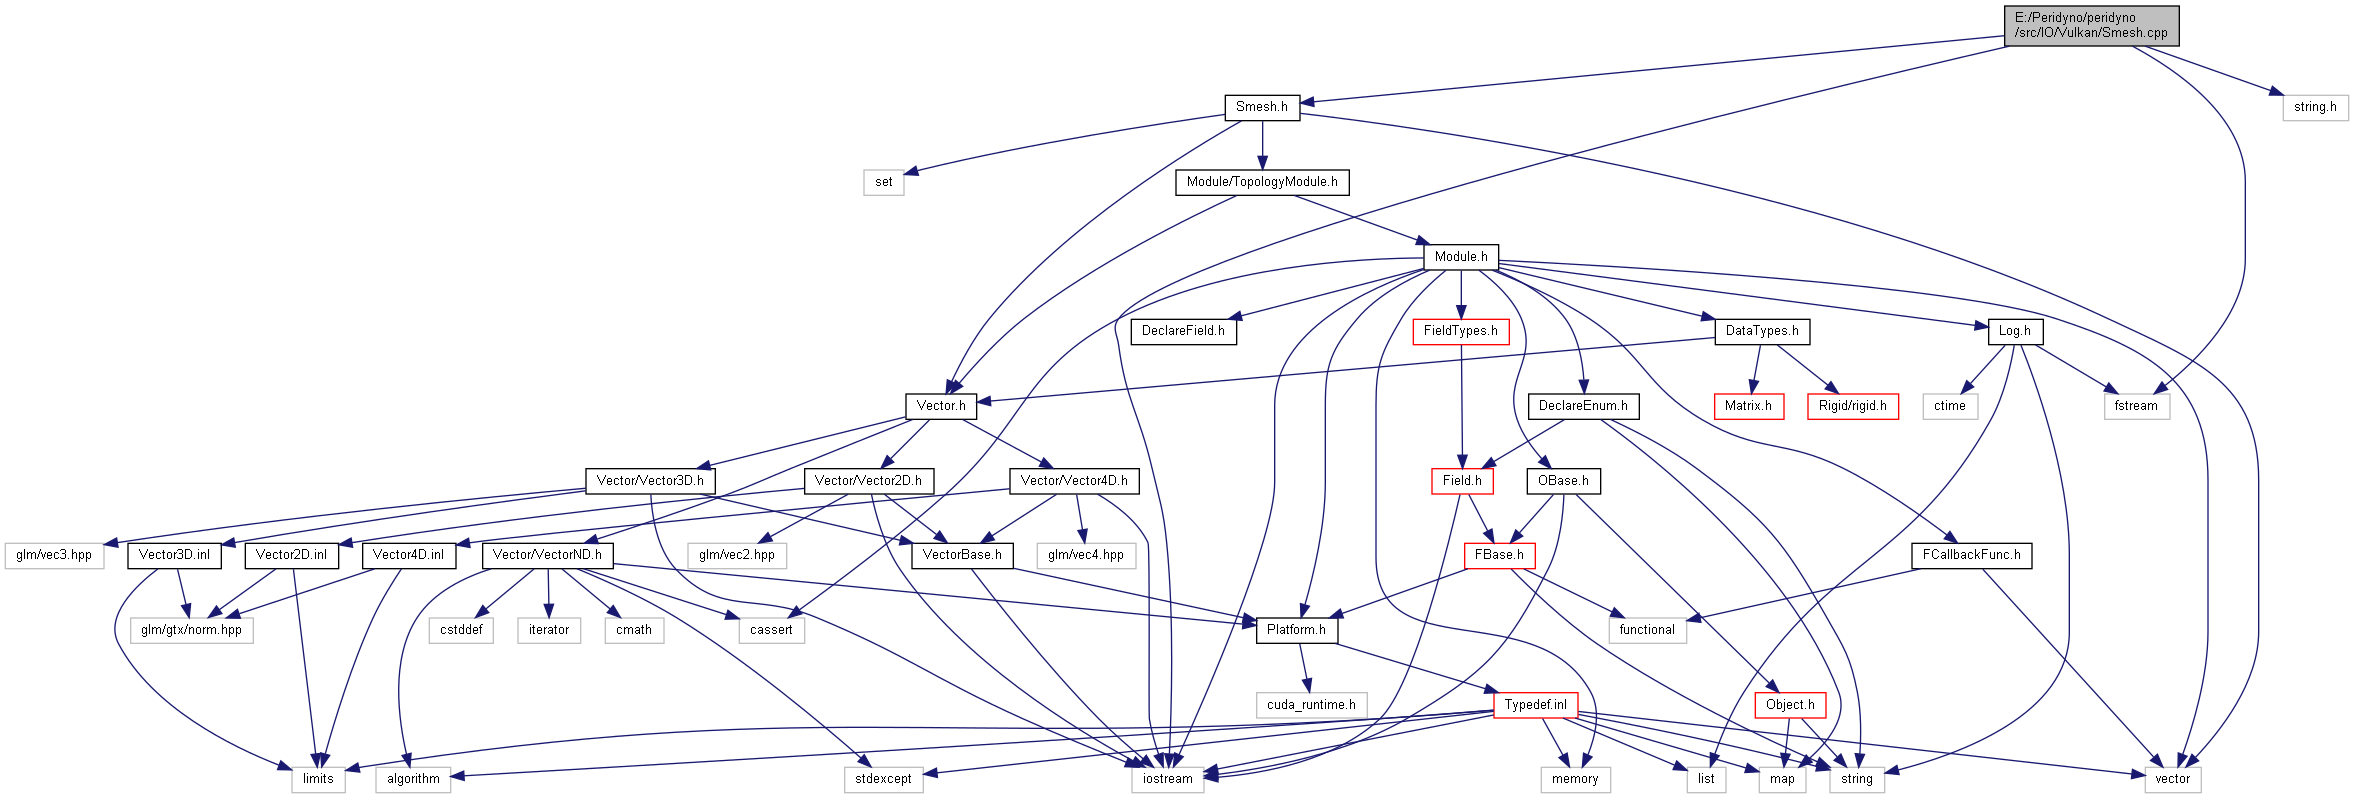 E:/Peridyno/peridyno
/src/IO/Vulkan/Smesh.cpp
Smesh.h
string.h
set
Module/TopologyModule.h
Module.h
DeclareField.h
FieldTypes.h
DataTypes.h
Log.h
Vector.h
DeclareEnum.h
Matrix.h
Rigid/rigid.h
ctime
fstream
Vector/Vector3D.h
Vector/Vector2D.h
Vector/Vector4D.h
Field.h
OBase.h
glm/vec3.hpp
Vector3D.inl
Vector2D.inl
Vector4D.inl
Vector/VectorND.h
glm/vec2.hpp
VectorBase.h
glm/vec4.hpp
FBase.h
FCallbackFunc.h
glm/gtx/norm.hpp
cstddef
iterator
cmath
cassert
Platform.h
functional
cuda_runtime.h
Typedef.inl
Object.h
limits
algorithm
stdexcept
iostream
memory
list
map
string
vector